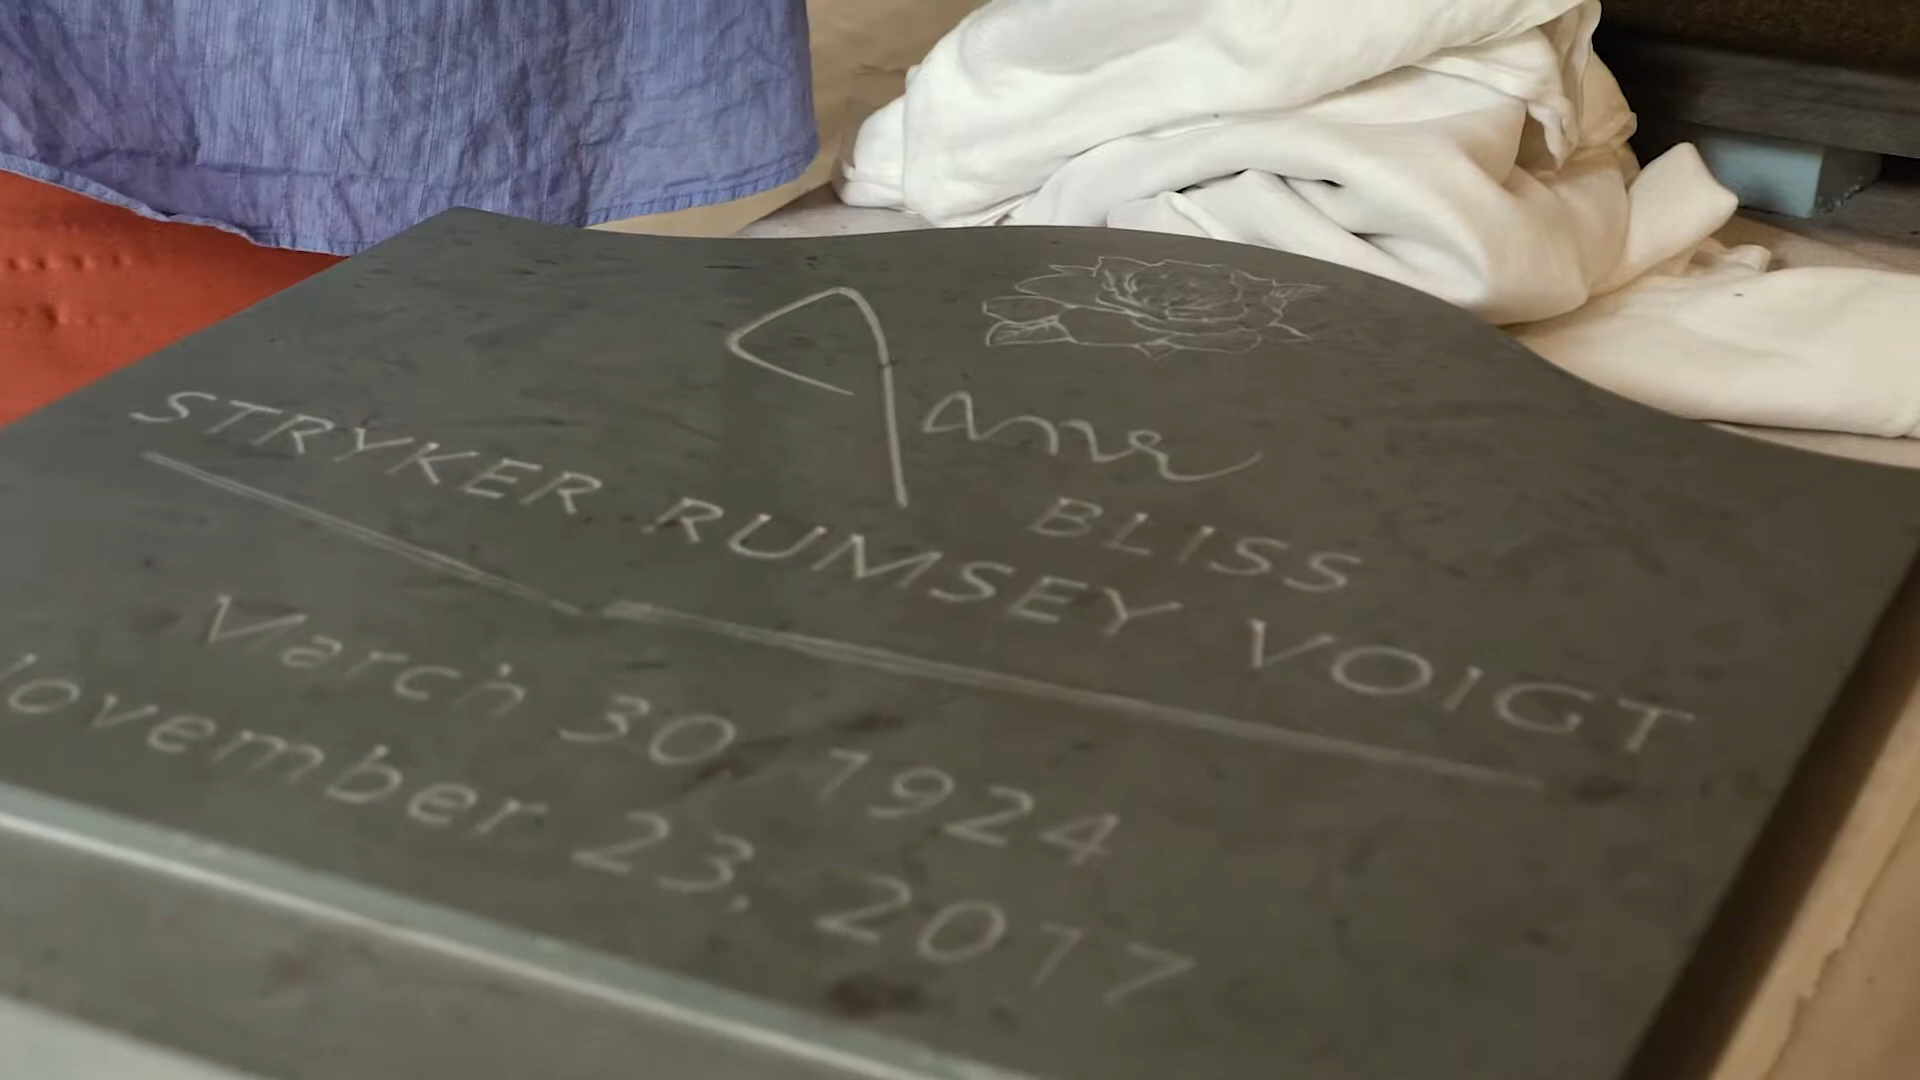 Jane
BLISS
STRYKER RUMSEY VOIGT
March 30, 1924
November 23, 2017